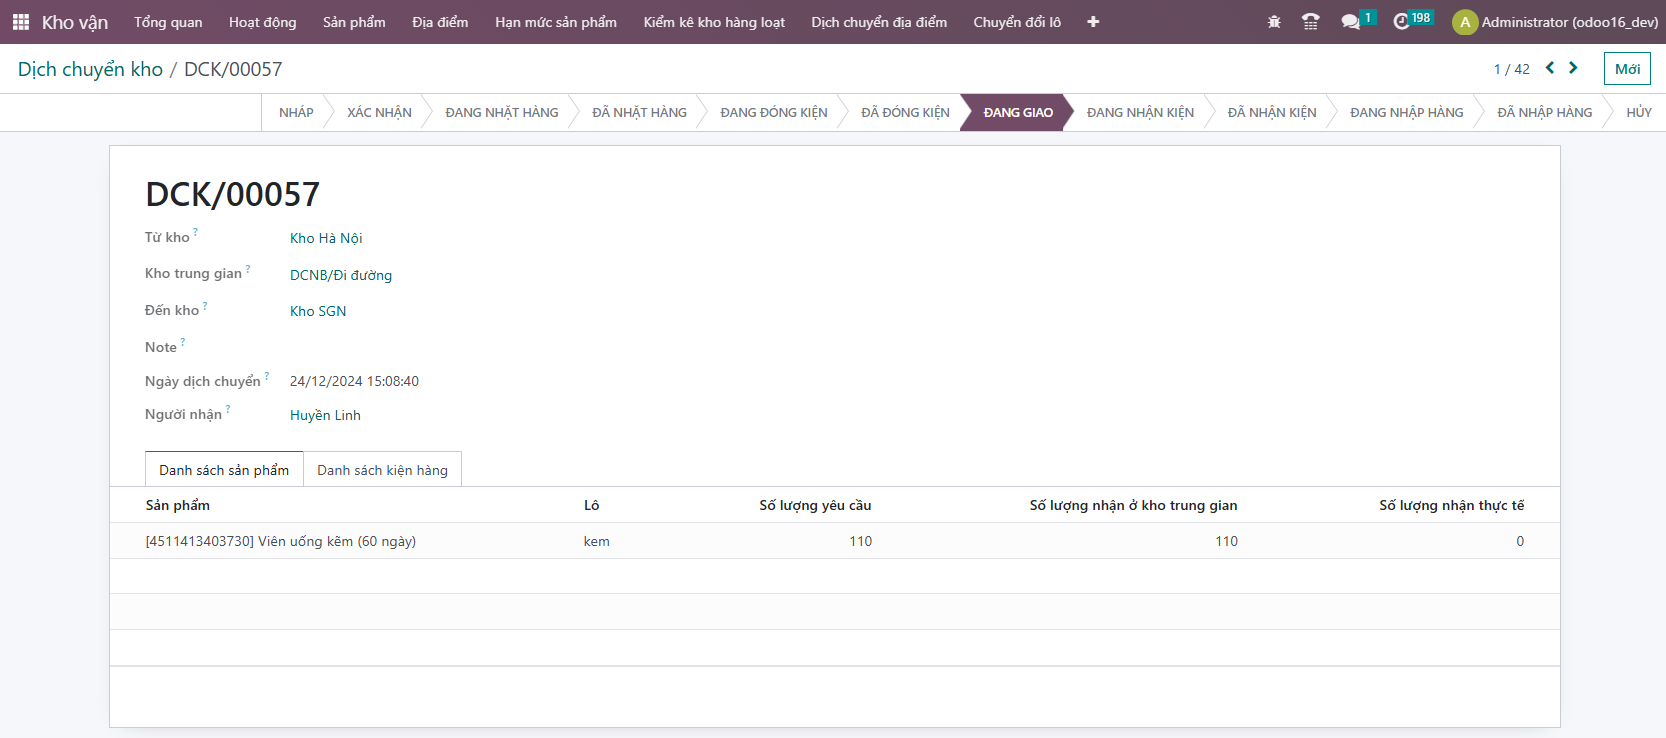 Kho vận Tổng quan Hoạt động Sản phẩm Địa điểm Hạn mức sản phẩm Kiểm kê kho hàng loạt Dịch chuyển địa điểm Chuyển đổi lô 1 198 A Administrator (odoo16_dev)
Dịch chuyển kho / DCK/00057 1 / 42 Mới
NHÁP XÁC NHẬN ĐANG NHẶT HÀNG ĐÃ NHẶT HÀNG ĐANG ĐÓNG KIỆN ĐÃ ĐÓNG KIỆN ĐANG GIAO ĐANG NHẬN KIỆN ĐÃ NHẬN KIỆN ĐANG NHẬP HÀNG ĐÃ NHẬP HÀNG HỦY
DCK/00057
Từ kho ? Kho Hà Nội
Kho trung gian ? DCNB/Đi đường
Đến kho ? Kho SGN
Note ?
Ngày dịch chuyển ? 24/12/2024 15:08:40
Người nhận ? Huyền Linh
Danh sách sản phẩm Danh sách kiện hàng
Sản phẩm Lô Số lượng yêu cầu Số lượng nhận ở kho trung gian Số lượng nhận thực tế
[4511413403730] Viên uống kẽm (60 ngày) kem 110 110 0